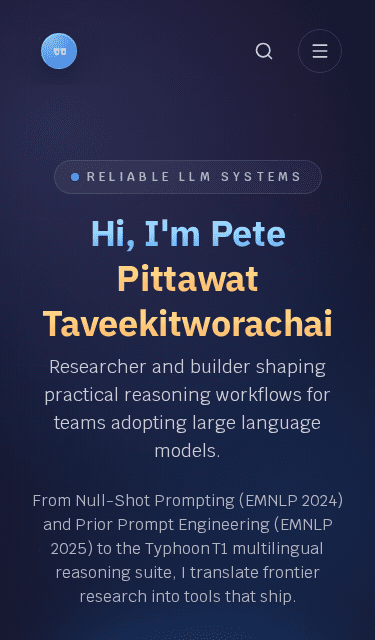 RELIABLE LLM SYSTEMS
Hi, I'm Pete
Pittawat
Taveekitworachai
Researcher and builder shaping
practical reasoning workflows for
teams adopting large language
models.
From Null-Shot Prompting (EMNLP 2024)
and Prior Prompt Engineering (EMNLP
2025) to the Typhoon T1 multilingual
reasoning suite, I translate frontier
research into tools that ship.